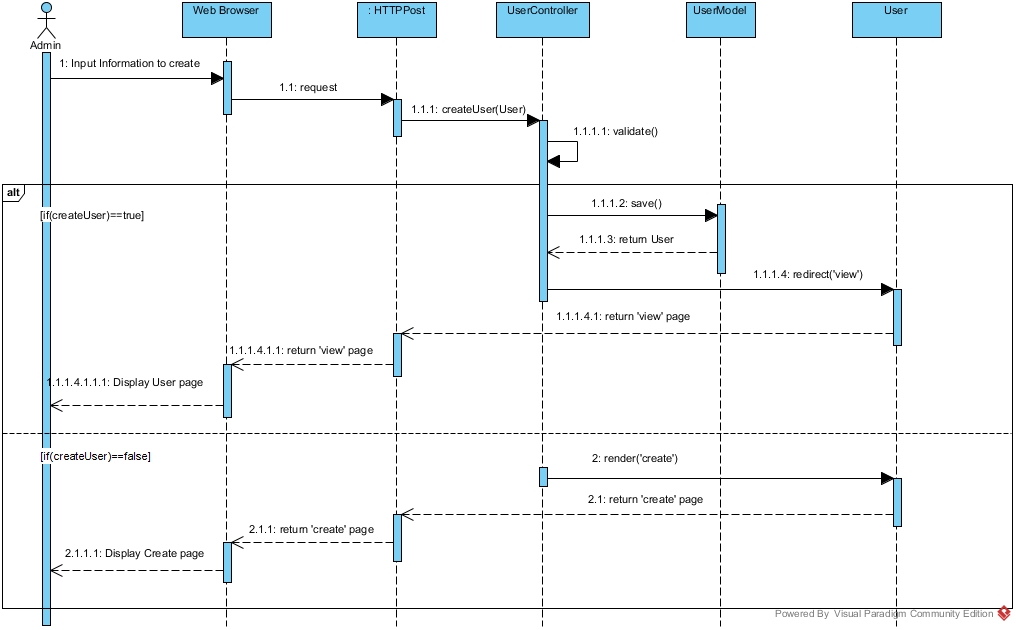 Web Browser
: HTTPPost
UserController
UserModel
User
Admin
1: Input Information to create
1.1: request
1.1.1: createUser(User)
1.1.1.1: validate()
alt
[if(createUser)==true]
1.1.1.2: save()
1.1.1.3: return User
1.1.1.4: redirect('view')
1.1.1.4.1: return 'view' page
1.1.1.4.1.1: return 'view' page
1.1.1.4.1.1.1: Display User page
[if(createUser)==false]
2: render('create')
2.1: return 'create' page
2.1.1: return 'create' page
2.1.1.1: Display Create page
Powered By Visual Paradigm Community Edition